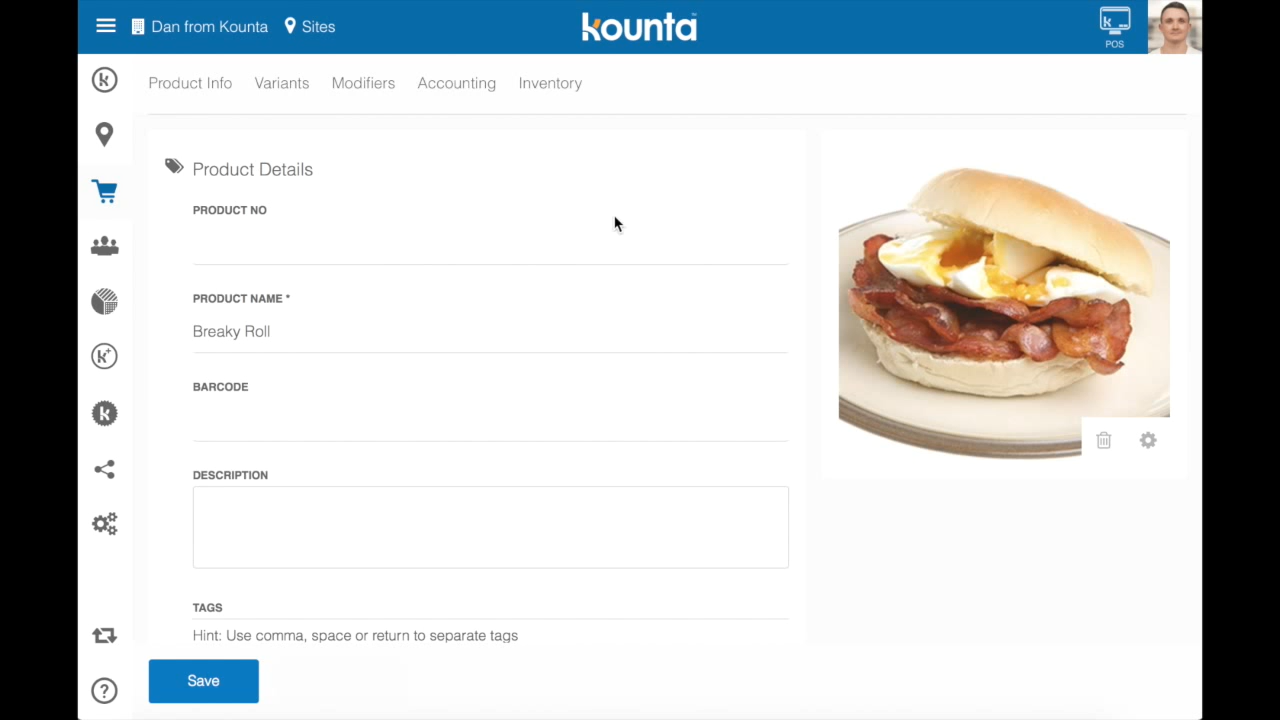 Dan from Kounta Sites kounta POS
Product Info Variants Modifiers Accounting Inventory
Product Details
PRODUCT NO
PRODUCT NAME *
Breaky Roll
BARCODE
DESCRIPTION
TAGS
Hint: Use comma, space or return to separate tags
Save